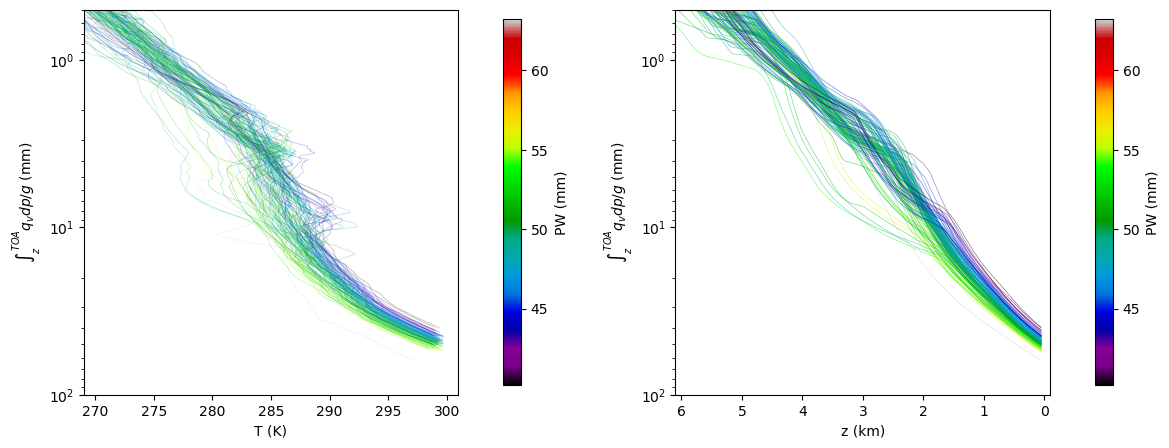 10⁰
10¹
10²
∫_z^{TOA} q_v dp/g (mm)
270 275 280 285 290 295 300
T (K)
60
55
50
45
PW (mm)
10⁰
10¹
10²
∫_z^{TOA} q_v dp/g (mm)
6 5 4 3 2 1 0
z (km)
60
55
50
45
PW (mm)